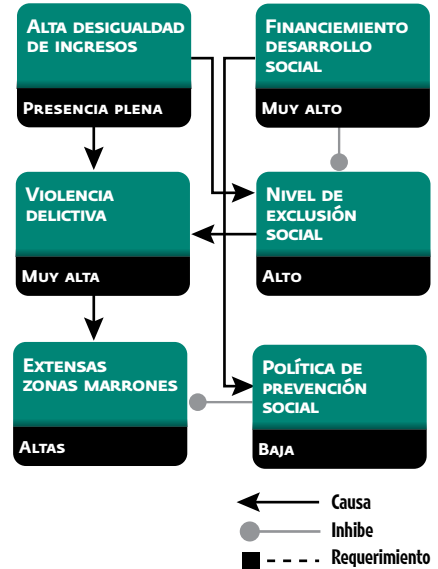 ALTA DESIGUALDAD
DE INGRESOS
PRESENCIA PLENA
FINANCIEMIENTO
DESARROLLO
SOCIAL
MUY ALTO
VIOLENCIA
DELICTIVA
MUY ALTA
NIVEL DE
EXCLUSIÓN
SOCIAL
ALTO
EXTENSAS
ZONAS MARRONES
ALTAS
POLÍTICA DE
PREVENCIÓN
SOCIAL
BAJA
Causa
Inhibe
Requerimiento